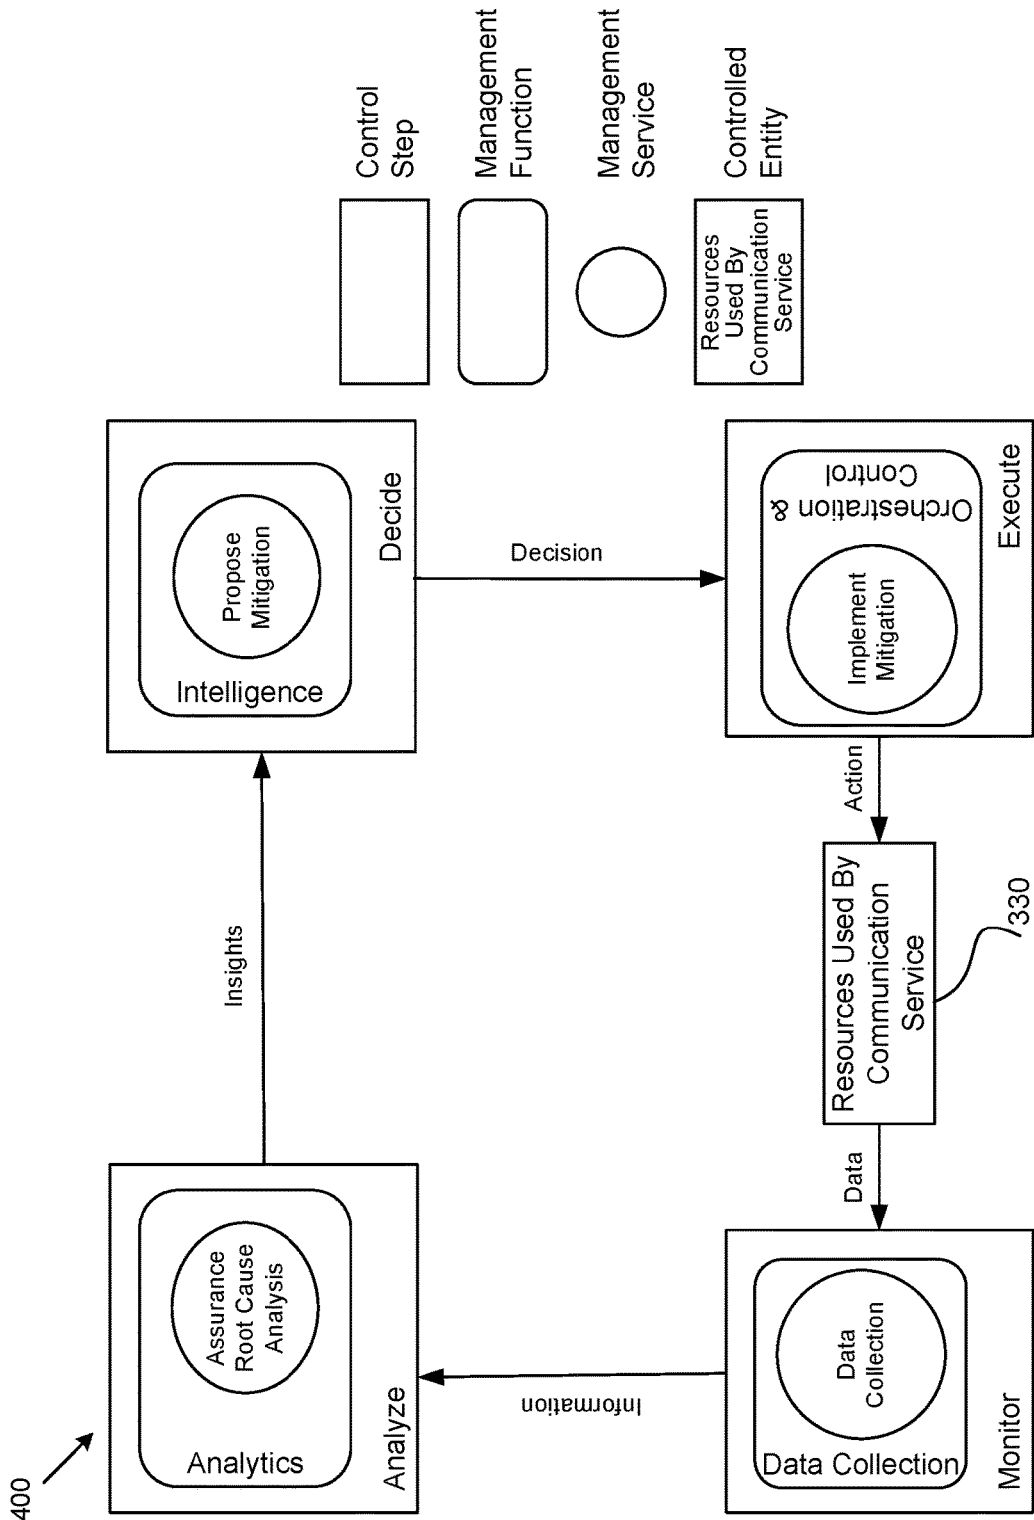 400
Analytics
Assurance
Root Cause
Analysis
Analyze
Insights
Intelligence
Propose
Mitigation
Decide
Decision
Information
Data Collection
Data
Collection
Monitor
Data
Resources Used By
Communication
Service
330
Action
Implement
Mitigation
Orchestration &
Control
Execute
Control
Step
Management
Function
Management
Service
Resources
Used By
Communication
Service
Controlled
Entity